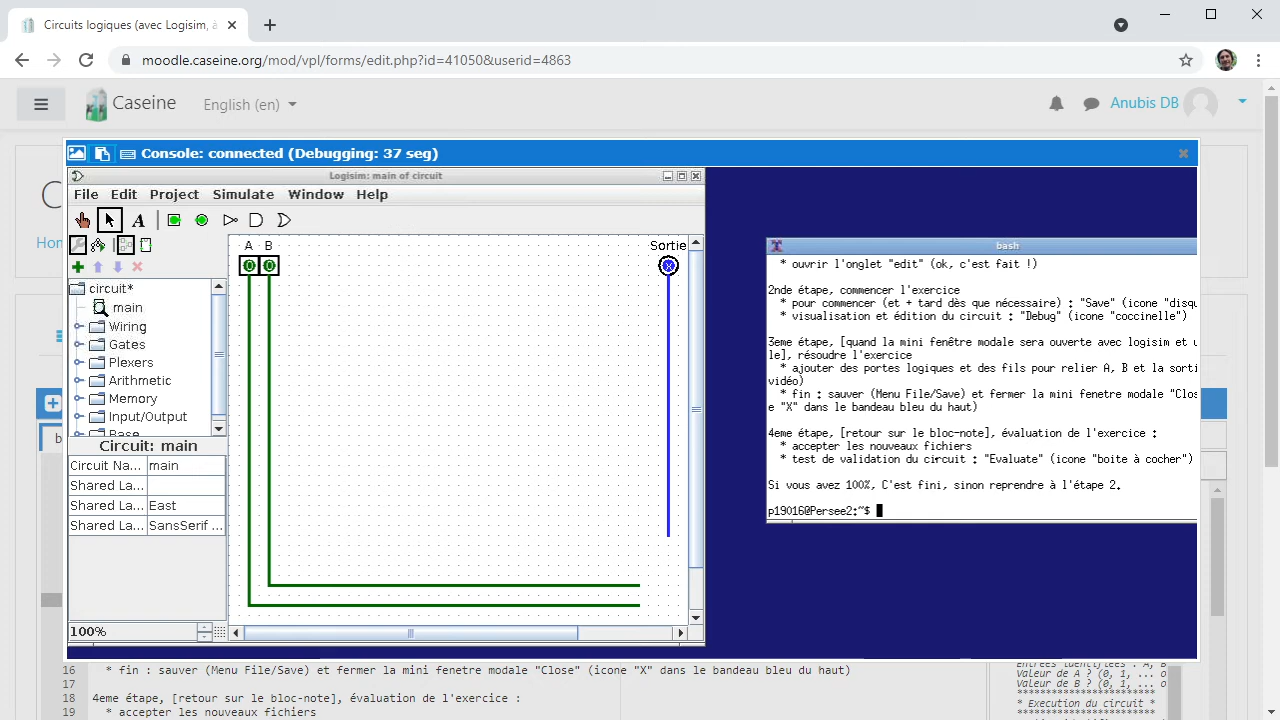 Circuits logiques (avec Logisim, à
moodle.caseine.org/mod/vpl/forms/edit.php?id=41050&userid=4863
Caseine
English (en)
Anubis DB
Console: connected (Debugging: 37 seg)
Logisim: main of circuit
File Edit Project Simulate Window Help
A
A B
Sortie
circuit*
main
Wiring
Gates
Plexers
Arithmetic
Memory
Input/Output
Base
Circuit: main
Circuit Na... main
Shared La...
Shared La... East
Shared La... SansSerif ...
100%
0 0
x
bash
* ouvrir l'onglet "edit" (ok, c'est fait !)
2nde étape, commencer l'exercice
* pour commencer (et + tard dès que nécessaire) : "Save" (icone "disqu
* visualisation et édition du circuit : "Debug" (icone "coccinelle")
3eme étape, [quand la mini fenêtre modale sera ouverte avec logisim et u
le], résoudre l'exercice
* ajouter des portes logiques et des fils pour relier A, B et la sorti
vidéo)
* fin : sauver (Menu File/Save) et fermer la mini fenetre modale "Clos
e "X" dans le bandeau bleu du haut)
4eme étape, [retour sur le bloc-note], évaluation de l'exercice :
* accepter les nouveaux fichiers
* test de validation du circuit : "Evaluate" (icone "boite à cocher")
Si vous avez 100%, C'est fini, sinon reprendre à l'étape 2.
p19016@Persee2:~$
C
Hom
b
16 * fin : sauver (Menu File/Save) et fermer la mini fenetre modale "Close" (icone "X" dans le bandeau bleu du haut)
17
18 4eme étape, [retour sur le bloc-note], évaluation de l'exercice :
19 * accepter les nouveaux fichiers
Entrées identifiées : A, B
Valeur de A ? (0, 1, ... o
Valeur de B ? (0, 1, ... o
**********************
* Execution du circuit *
**********************